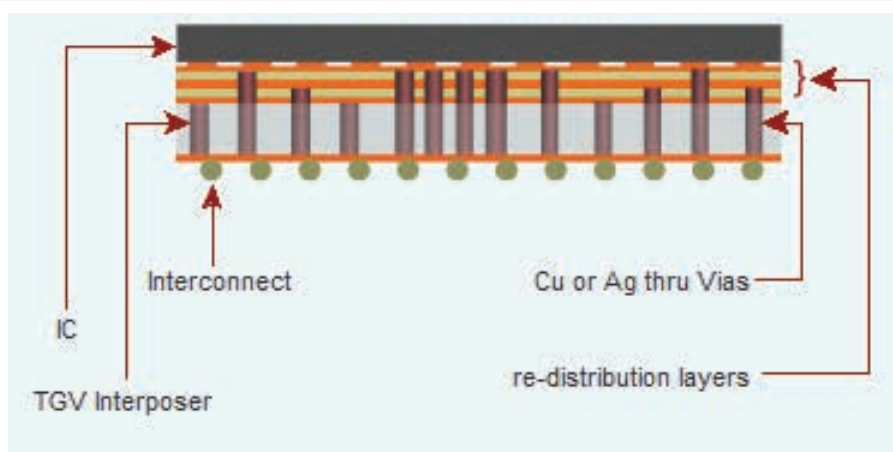 Interconnect
Cu or Ag thru Vias
IC
re-distribution layers
TGV Interposer